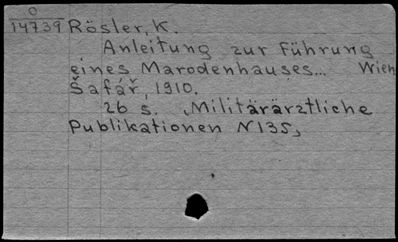 0
14739 Rösler, K.
Anleitung zur Führung
eines Marodenhauses... Wien
Šafář, 1910.
26 s. „Militärärztliche
Publikationen N135„